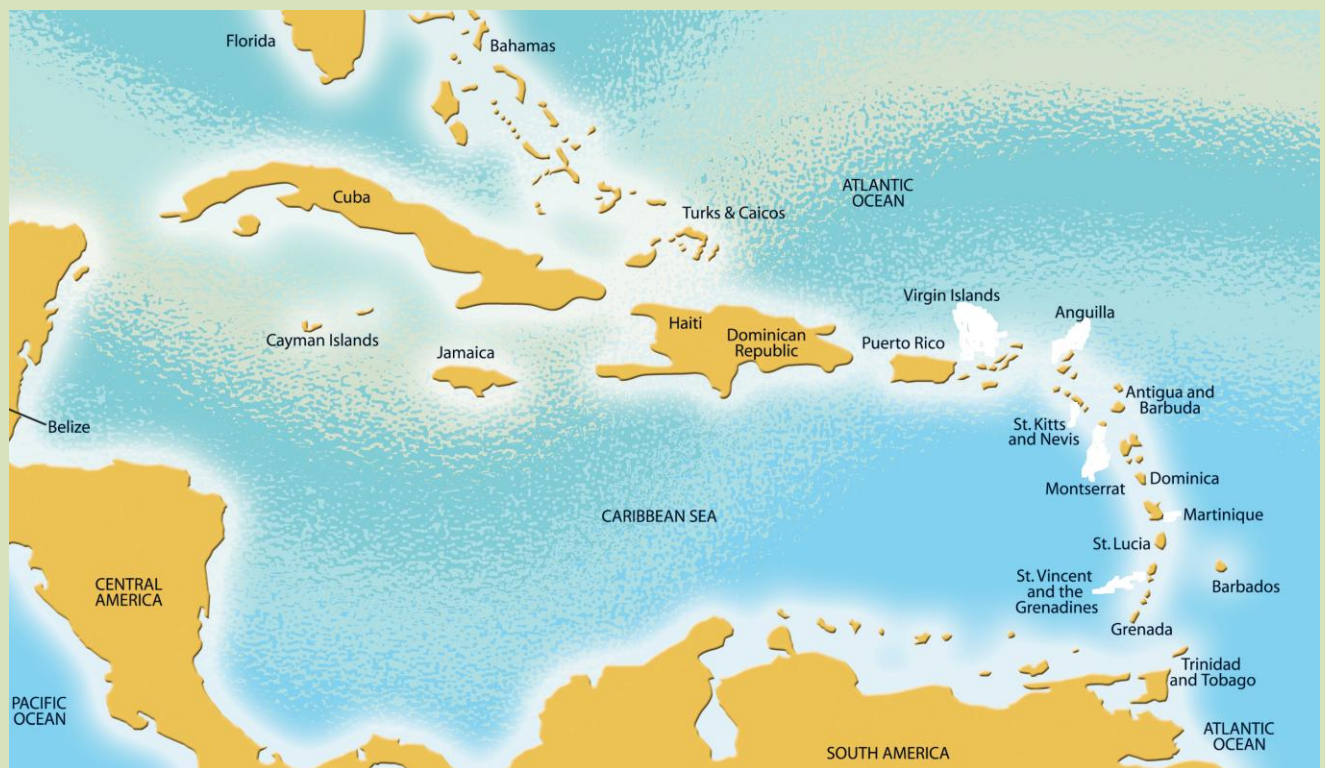 Florida
Bahamas
Cuba
ATLANTIC
OCEAN
Turks & Caicos
Virgin Islands
Anguilla
Haiti
Dominican
Republic
Puerto Rico
Cayman Islands
Jamaica
Antigua and
Barbuda
Belize
St. Kitts
and Nevis
Montserrat
Dominica
CARIBBEAN SEA
Martinique
St. Lucia
CENTRAL
AMERICA
St. Vincent
and the
Grenadines
Barbados
Grenada
Trinidad
and Tobago
PACIFIC
OCEAN
SOUTH AMERICA
ATLANTIC
OCEAN